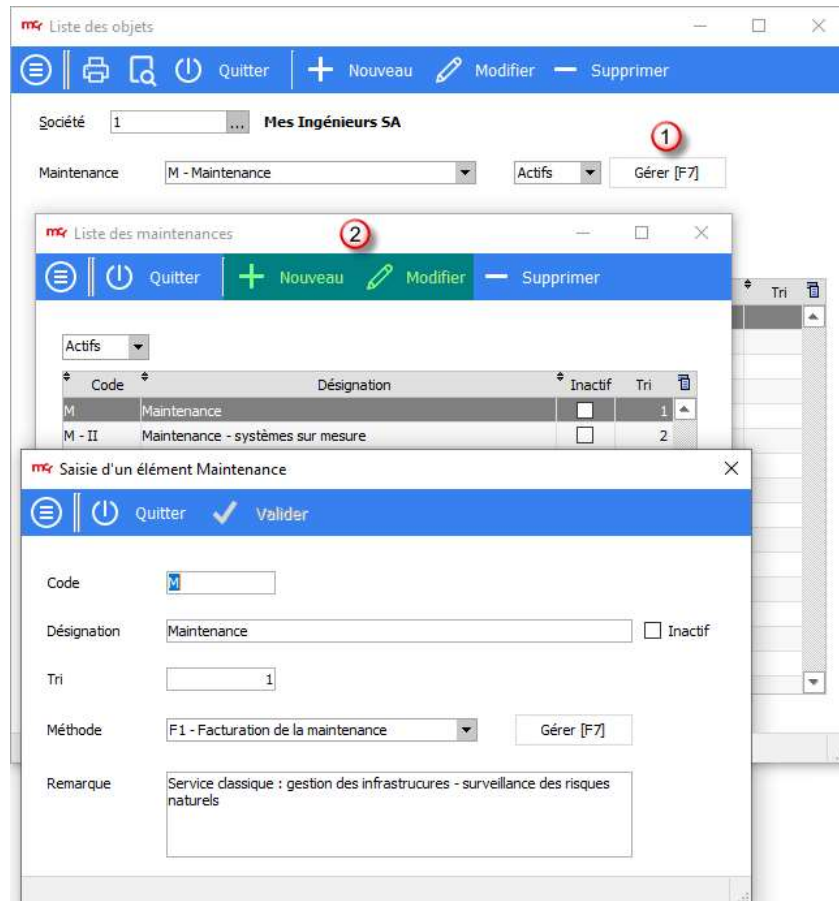 mcr Liste des objets
Quitter Nouveau Modifier Supprimer
Société 1 ... Mes Ingénieurs SA
1
Maintenance M - Maintenance Actifs Gérer [F7]
mcr Liste des maintenances 2
Quitter Nouveau Modifier Supprimer
Tri
Actifs
Code Désignation Inactif Tri
M Maintenance 1
M - II Maintenance - systèmes sur mesure 2
mcr Saisie d'un élément Maintenance
Quitter Valider
Code M
Désignation Maintenance Inactif
Tri 1
Méthode F1 - Facturation de la maintenance Gérer [F7]
Remarque Service classique : gestion des infrastrucures - surveillance des risques
naturels